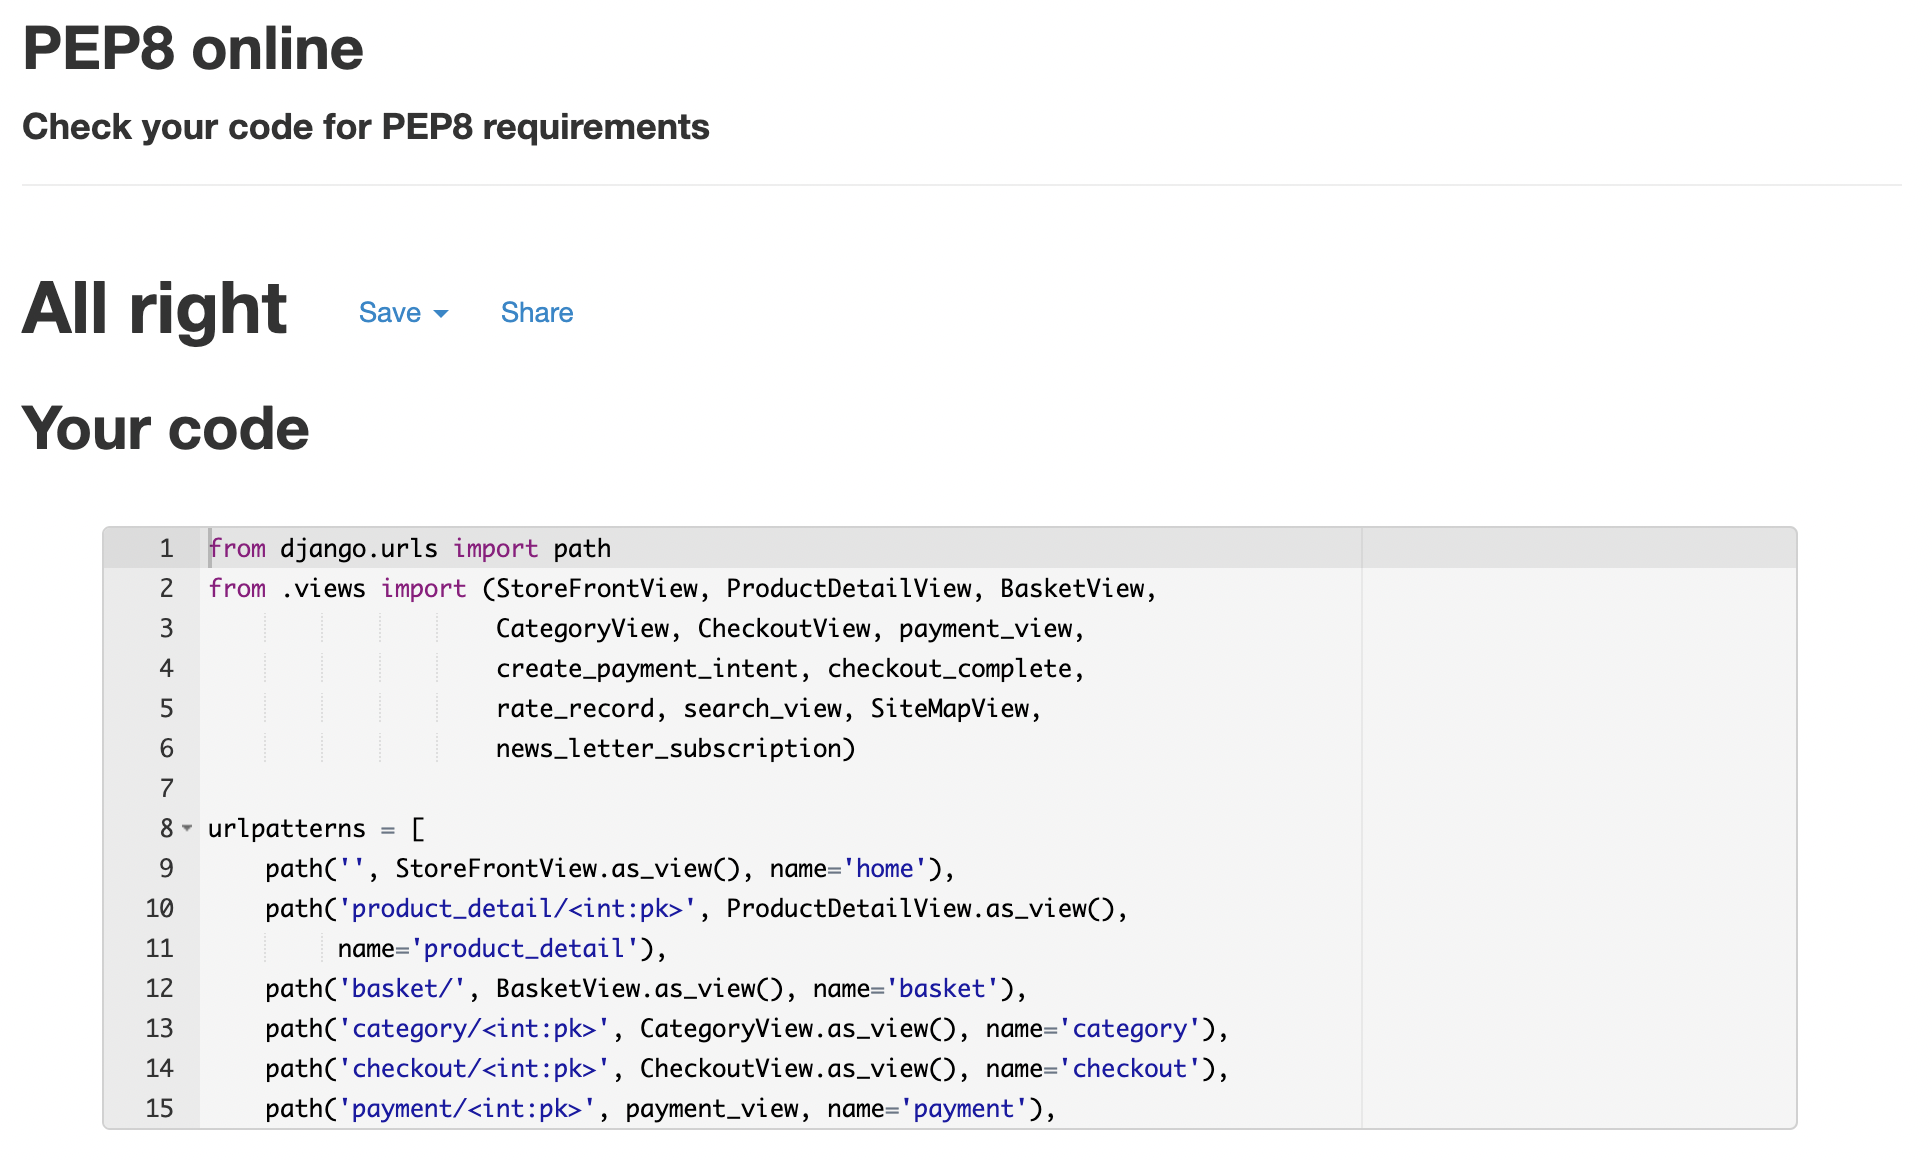 PEP8 online
Check your code for PEP8 requirements
All right Save Share
Your code
1 from django.urls import path
2 from .views import (StoreFrontView, ProductDetailView, BasketView,
3 CategoryView, CheckoutView, payment_view,
4 create_payment_intent, checkout_complete,
5 rate_record, search_view, SiteMapView,
6 news_letter_subscription)
7
8 urlpatterns = [
9 path('', StoreFrontView.as_view(), name='home'),
10 path('product_detail/<int:pk>', ProductDetailView.as_view(),
11 name='product_detail'),
12 path('basket/', BasketView.as_view(), name='basket'),
13 path('category/<int:pk>', CategoryView.as_view(), name='category'),
14 path('checkout/<int:pk>', CheckoutView.as_view(), name='checkout'),
15 path('payment/<int:pk>', payment_view, name='payment'),